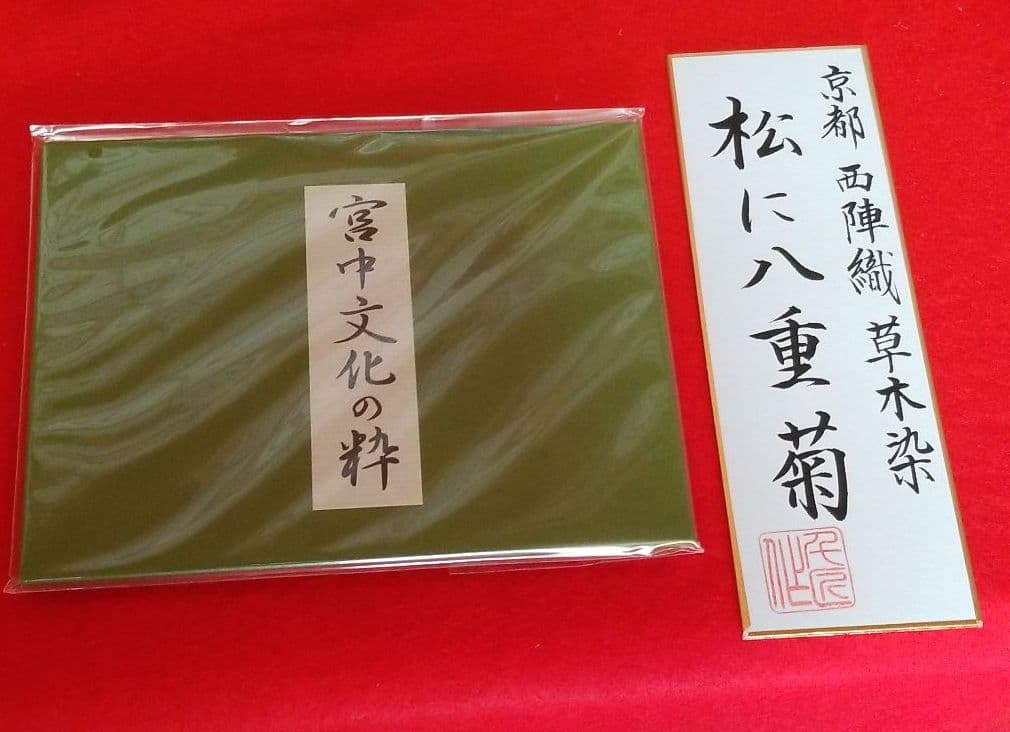 宮中文化の粋
京都 西陣織 草木染
松に八重菊